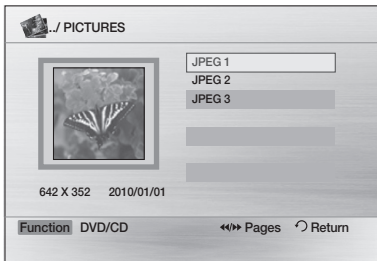 ../ PICTURES
JPEG 1
JPEG 2
JPEG 3
642 X 352 2010/01/01
Function DVD/CD Pages Return